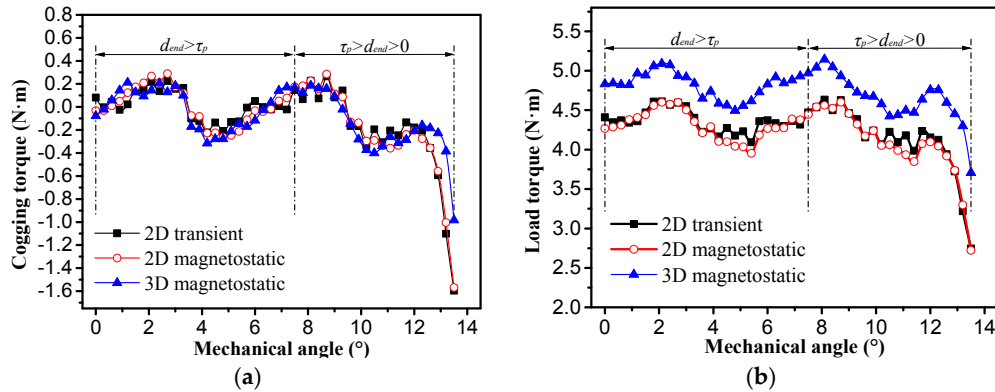 0.8
0.6
0.4
0.2
0.0
-0.2
-0.4
-0.6
-0.8
-1.0
-1.2
-1.4
-1.6
Cogging torque (N·m)
d_end>τ_p
τ_p>d_end>0
2D transient
2D magnetostatic
3D magnetostatic
0 2 4 6 8 10 12 14
Mechanical angle (°)
(a)
5.5
5.0
4.5
4.0
3.5
3.0
2.5
2.0
Load torque (N·m)
d_end>τ_p
τ_p>d_end>0
2D transient
2D magnetostatic
3D magnetostatic
0 2 4 6 8 10 12 14
Mechanical angle (°)
(b)